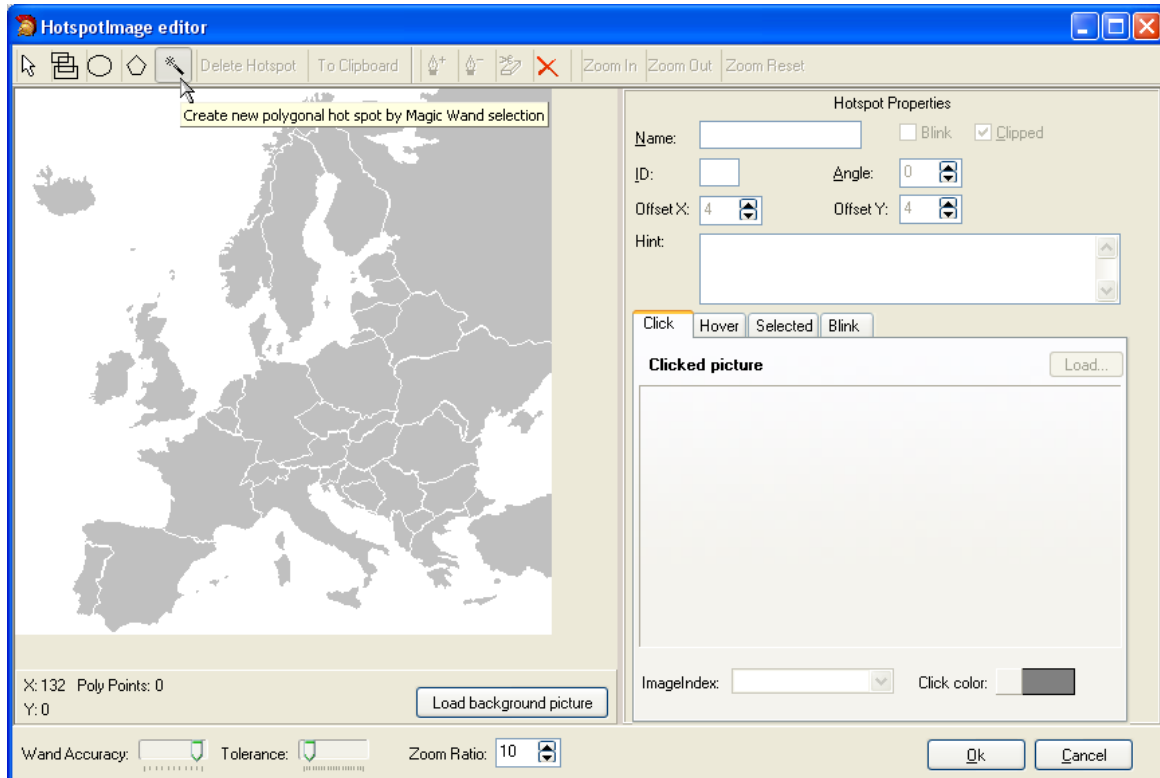 HotspotImage editor
Delete Hotspot To Clipboard Zoom In Zoom Out Zoom Reset
Create new polygonal hot spot by Magic Wand selection
Hotspot Properties
Name: Blink Clipped
ID: Angle: 0
Offset X: 4 Offset Y: 4
Hint:
Click Hover Selected Blink
Clicked picture Load...
ImageIndex: Click color:
X: 132 Poly Points: 0
Y: 0
Load background picture
Wand Accuracy: Tolerance: Zoom Ratio: 10 Ok Cancel